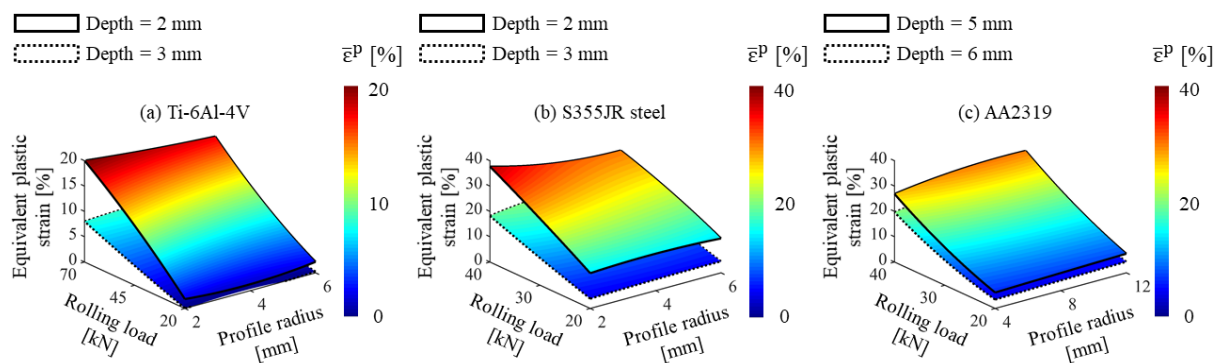 Depth = 2 mm
Depth = 3 mm
ε̅ᵖ [%]
20
10
0
(a) Ti-6Al-4V
Equivalent plastic
strain [%]
20
15
10
5
0
70
45
20
Rolling load
[kN]
2
4
6
Profile radius
[mm]
Depth = 2 mm
Depth = 3 mm
ε̅ᵖ [%]
40
20
0
(b) S355JR steel
Equivalent plastic
strain [%]
40
30
20
10
0
40
30
20
Rolling load
[kN]
2
4
6
Profile radius
[mm]
Depth = 5 mm
Depth = 6 mm
ε̅ᵖ [%]
40
20
0
(c) AA2319
Equivalent plastic
strain [%]
40
30
20
10
0
40
30
20
Rolling load
[kN]
4
8
12
Profile radius
[mm]